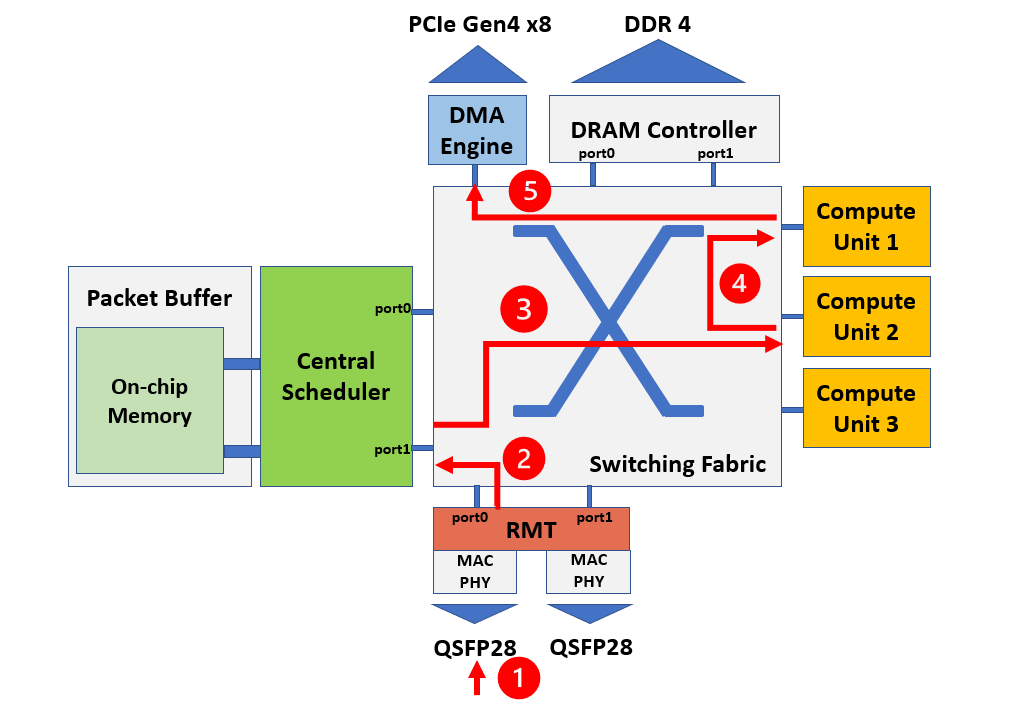 PCIe Gen4 x8
DDR 4
DMA
Engine
DRAM Controller
port0
port1
5
Compute
Unit 1
4
Packet Buffer
On-chip
Memory
Central
Scheduler
port0
port1
3
Compute
Unit 2
Compute
Unit 3
2
Switching Fabric
port0
RMT
port1
MAC
PHY
MAC
PHY
QSFP28
QSFP28
1